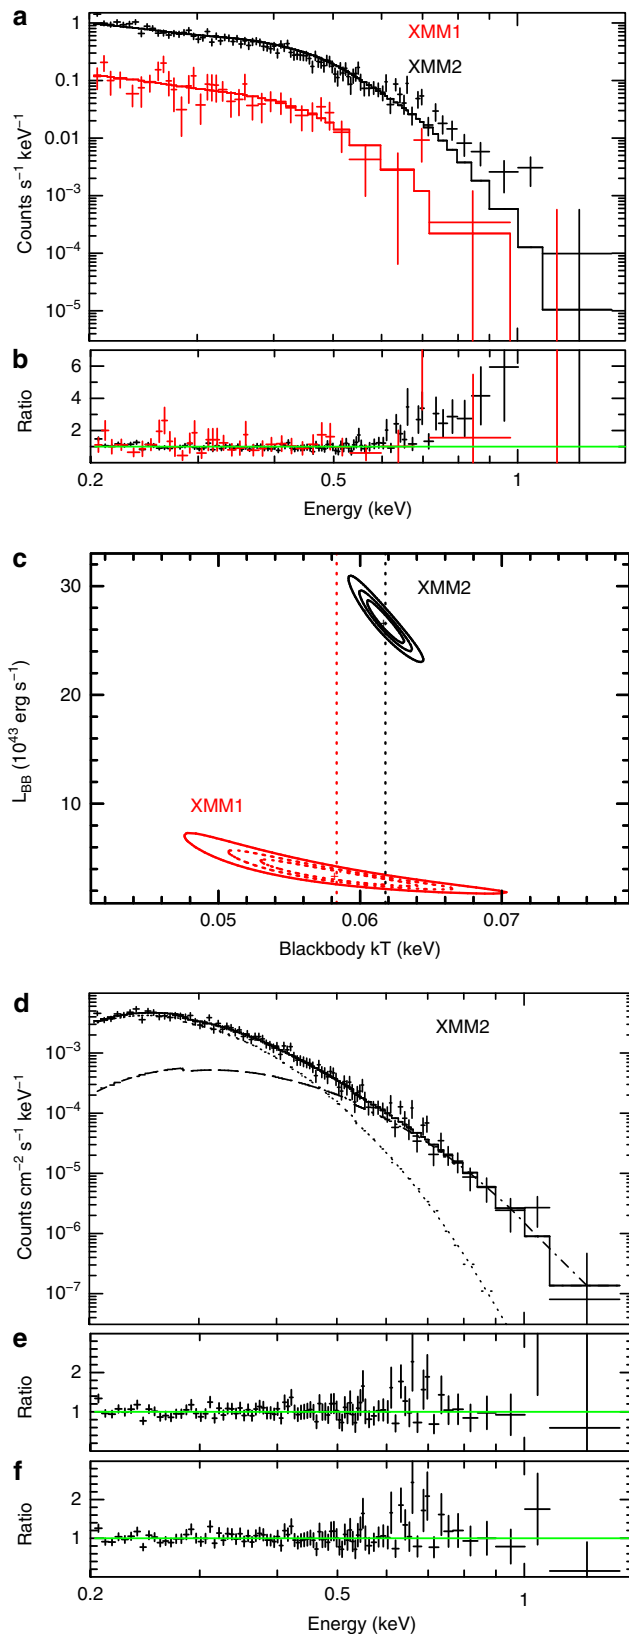 a
XMM1
XMM2
1
0.1
0.01
10⁻³
10⁻⁴
10⁻⁵
Counts s⁻¹ keV⁻¹
b
6
4
2
Ratio
0.2
0.5
1
Energy (keV)
c
XMM2
30
20
10
L_BB (10⁴³ erg s⁻¹)
XMM1
0.05
0.06
0.07
Blackbody kT (keV)
d
XMM2
10⁻³
10⁻⁴
10⁻⁵
10⁻⁶
10⁻⁷
Counts cm⁻² s⁻¹ keV⁻¹
e
2
1
Ratio
f
2
1
Ratio
0.2
0.5
1
Energy (keV)